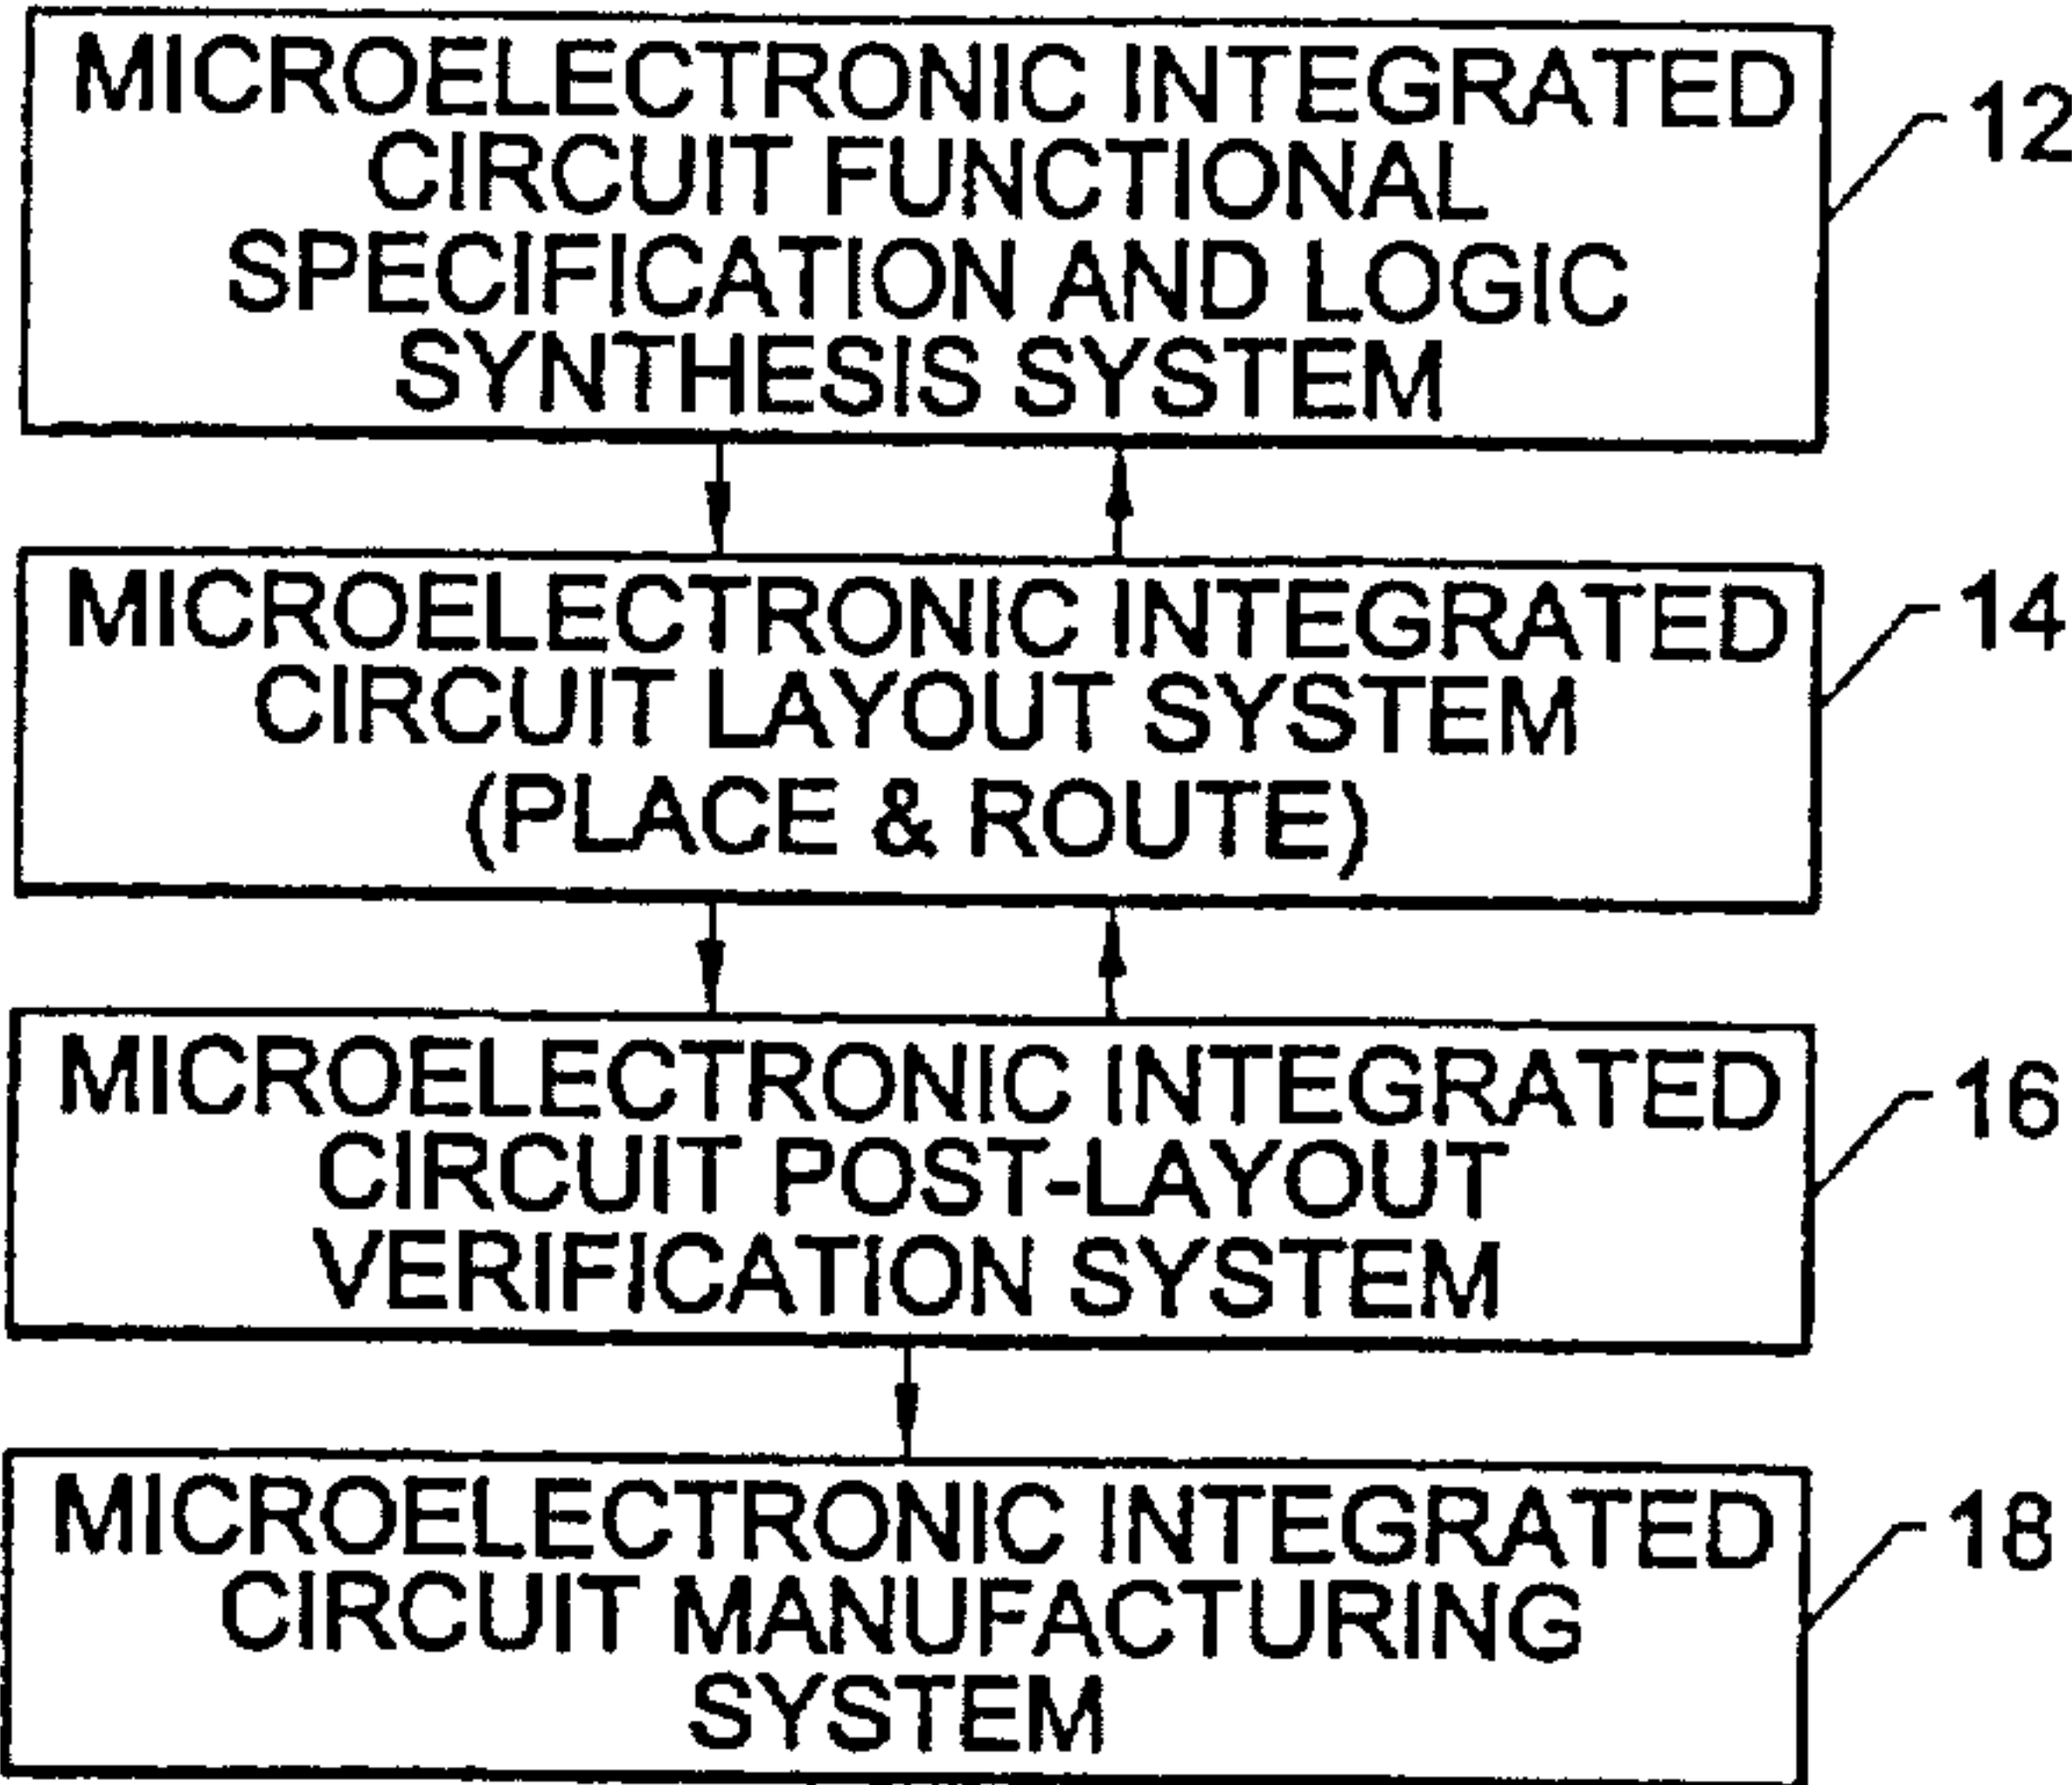 MICROELECTRONIC INTEGRATED
CIRCUIT FUNCTIONAL
SPECIFICATION AND LOGIC
SYNTHESIS SYSTEM
12
MICROELECTRONIC INTEGRATED
CIRCUIT LAYOUT SYSTEM
(PLACE & ROUTE)
14
MICROELECTRONIC INTEGRATED
CIRCUIT POST-LAYOUT
VERIFICATION SYSTEM
16
MICROELECTRONIC INTEGRATED
CIRCUIT MANUFACTURING
SYSTEM
18